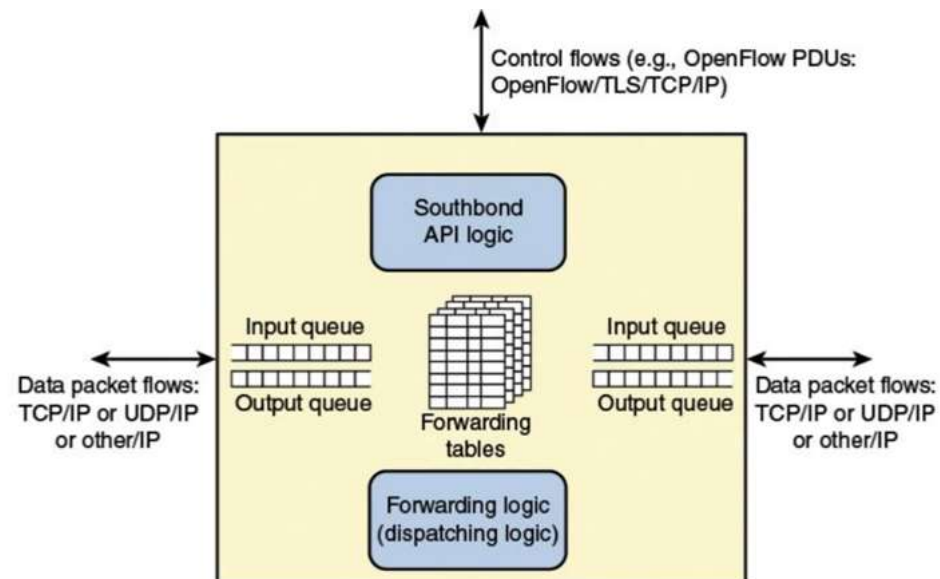 Control flows (e.g., OpenFlow PDUs:
OpenFlow/TLS/TCP/IP)
Southbond
API logic
Input queue
Output queue
Forwarding
tables
Input queue
Output queue
Data packet flows:
TCP/IP or UDP/IP
or other/IP
Data packet flows:
TCP/IP or UDP/IP
or other/IP
Forwarding logic
(dispatching logic)